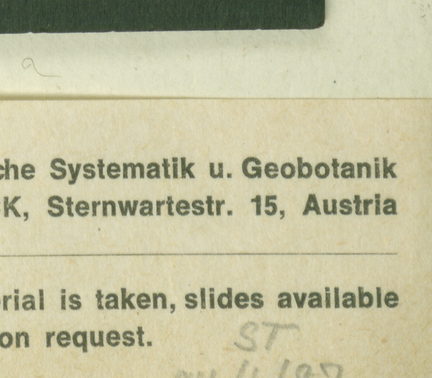 che Systematik u. Geobotanik
K, Sternwartestr. 15, Austria
rial is taken, slides available
on request.
ST